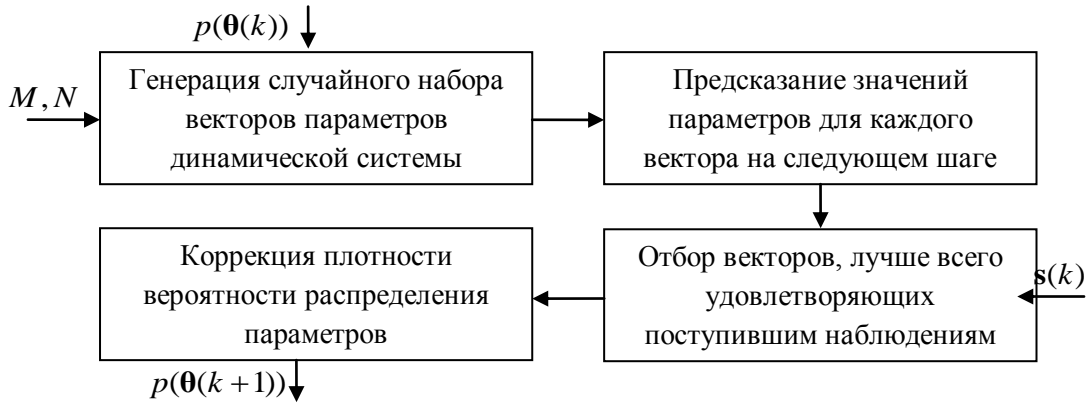 p(θ(k))
M, N
Генерация случайного набора
векторов параметров
динамической системы
Предсказание значений
параметров для каждого
вектора на следующем шаге
Отбор векторов, лучше всего
удовлетворяющих
поступившим наблюдениям
s(k)
Коррекция плотности
вероятности распределения
параметров
p(θ(k+1))